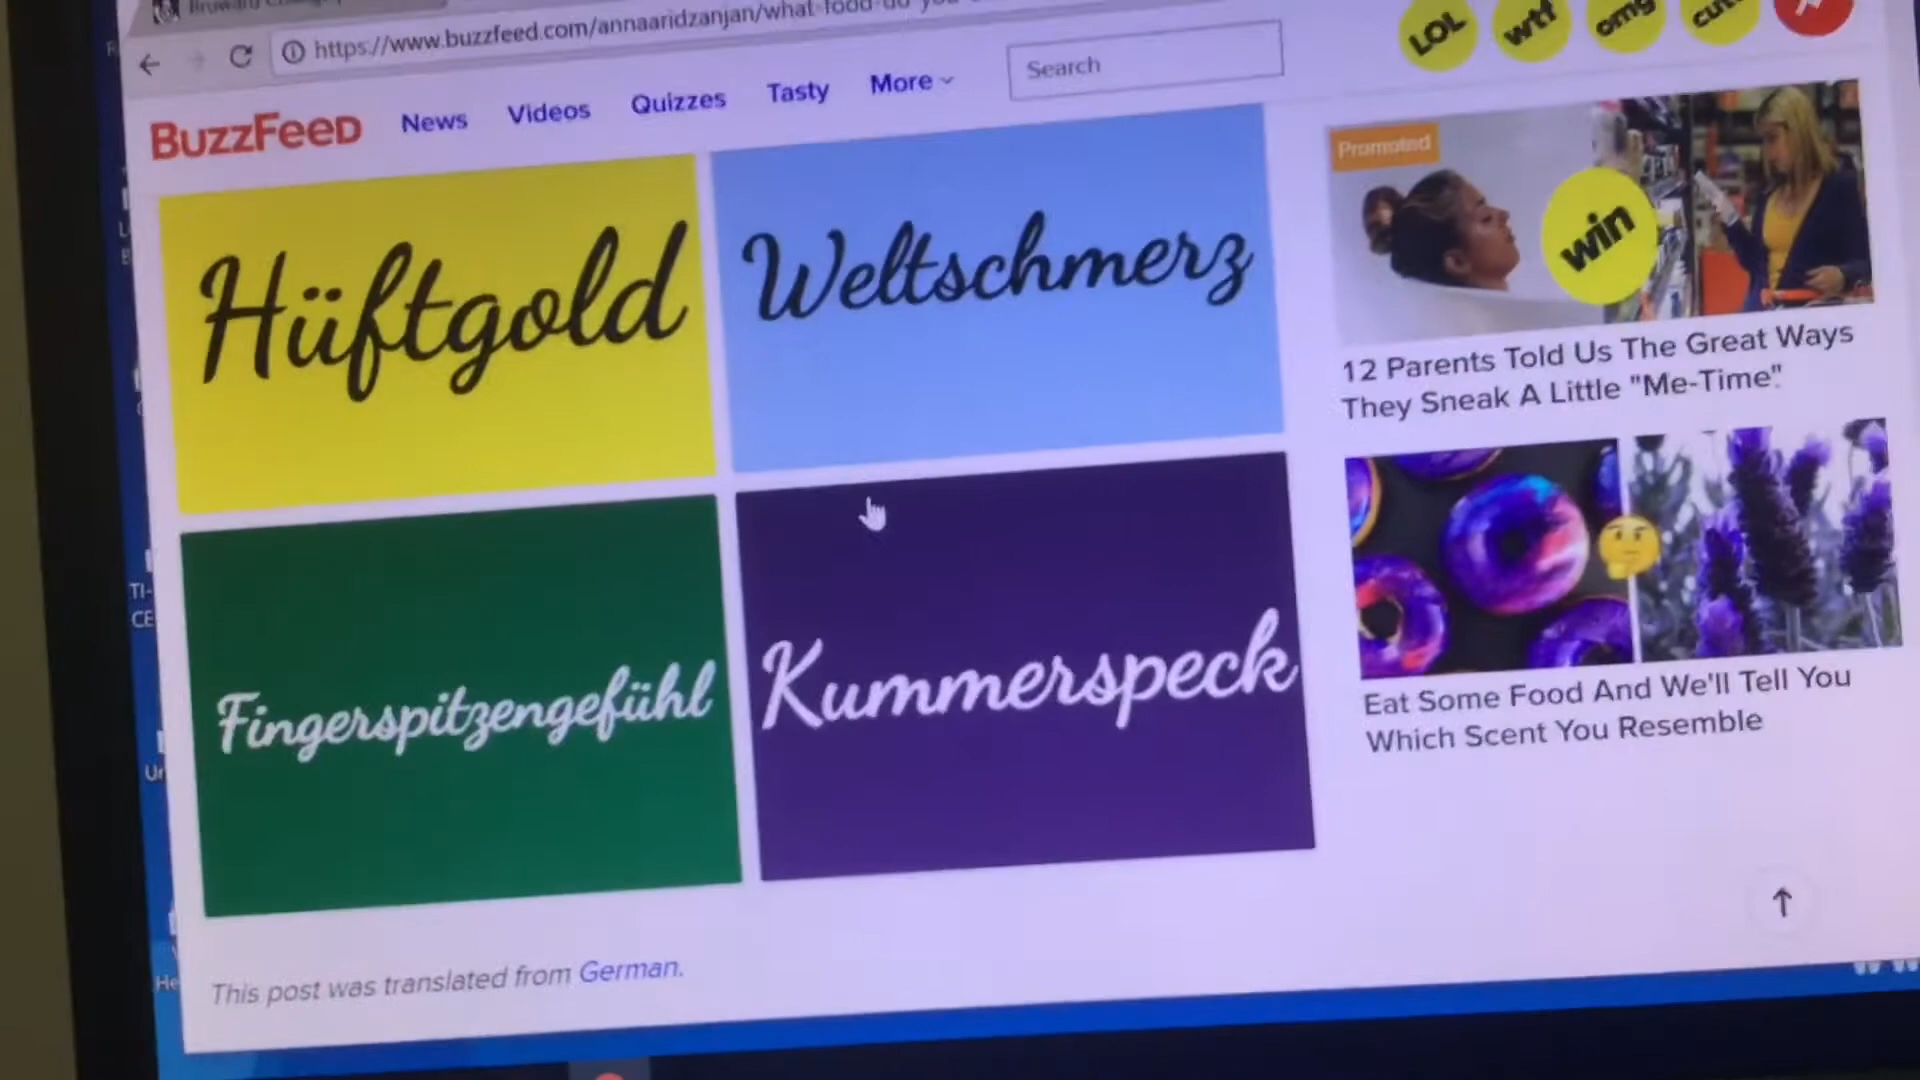 https://www.buzzfeed.com/annaaridzanjan/what-food-do-you-
LOL
wtf
omg
BuzzFeed
News
Videos
Quizzes
Tasty
More
Search
Hüftgold
Weltschmerz
Fingerspitzengefühl
Kummerspeck
Promoted
win
12 Parents Told Us The Great Ways
They Sneak A Little "Me-Time".
Eat Some Food And We'll Tell You
Which Scent You Resemble
This post was translated from German.